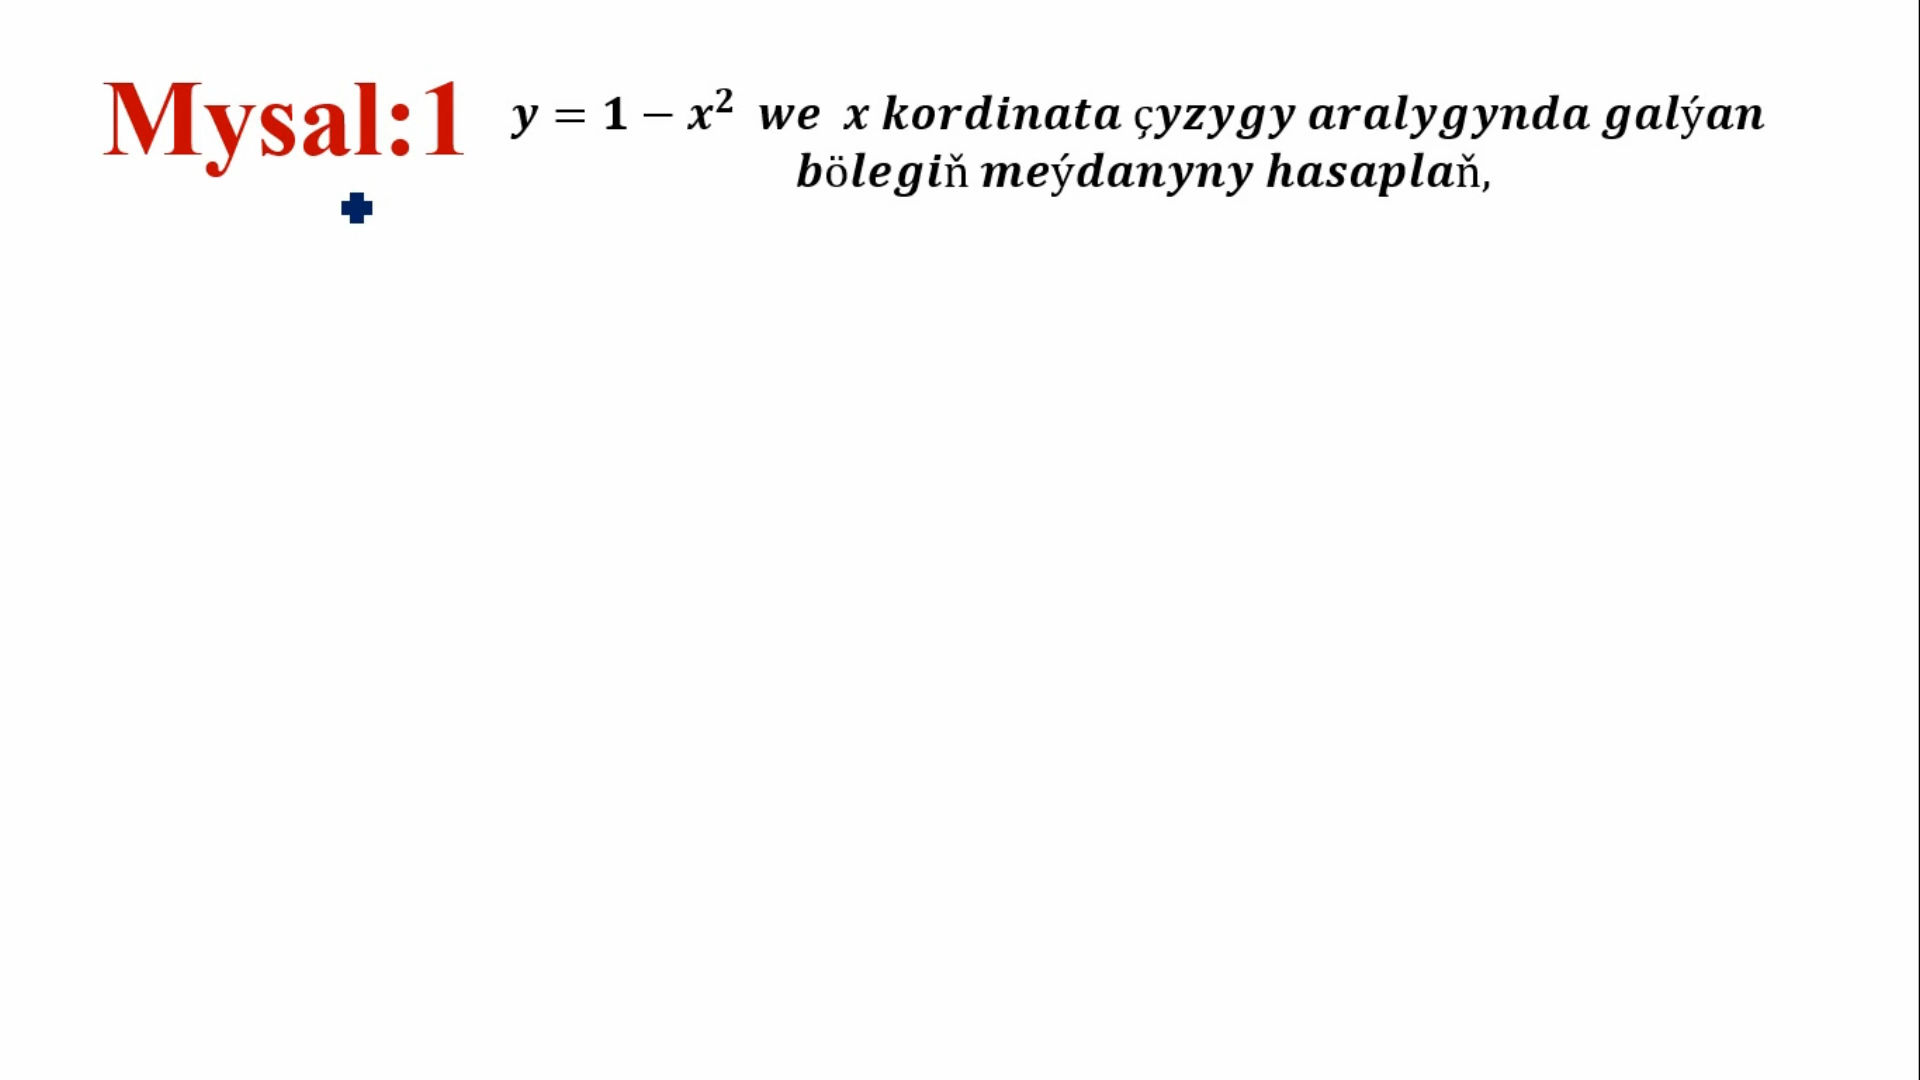 Mysal:1
y = 1 − x² we x kordinata çyzygy aralygynda galýan
bölegiň meýdanyny hasaplaň,